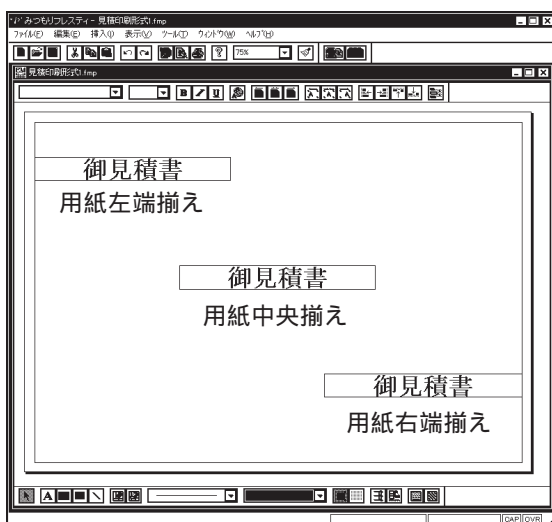 みつもりフレスティ - 見積印刷形式1.fmp
ファイル(F) 編集(E) 挿入(I) 表示(V) ツール(T) ウィンドウ(W) ヘルプ(H)
75%
見積印刷形式1.fmp
B I U
御見積書
用紙左端揃え
御見積書
用紙中央揃え
御見積書
用紙右端揃え
A
CAP OVR